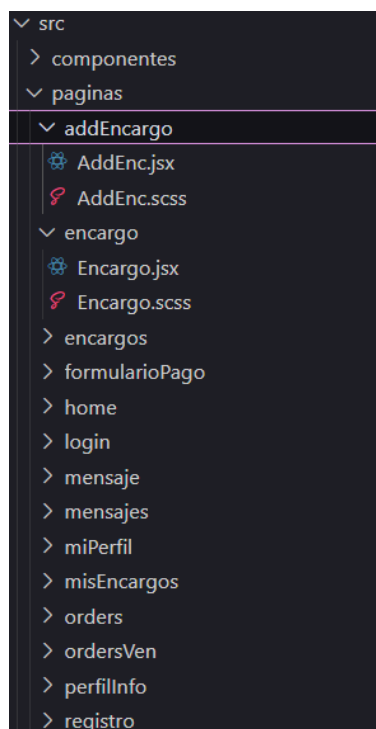 src
componentes
paginas
addEncargo
AddEnc.jsx
AddEnc.scss
encargo
Encargo.jsx
Encargo.scss
encargos
formularioPago
home
login
mensaje
mensajes
miPerfil
misEncargos
orders
ordersVen
perfilInfo
registro